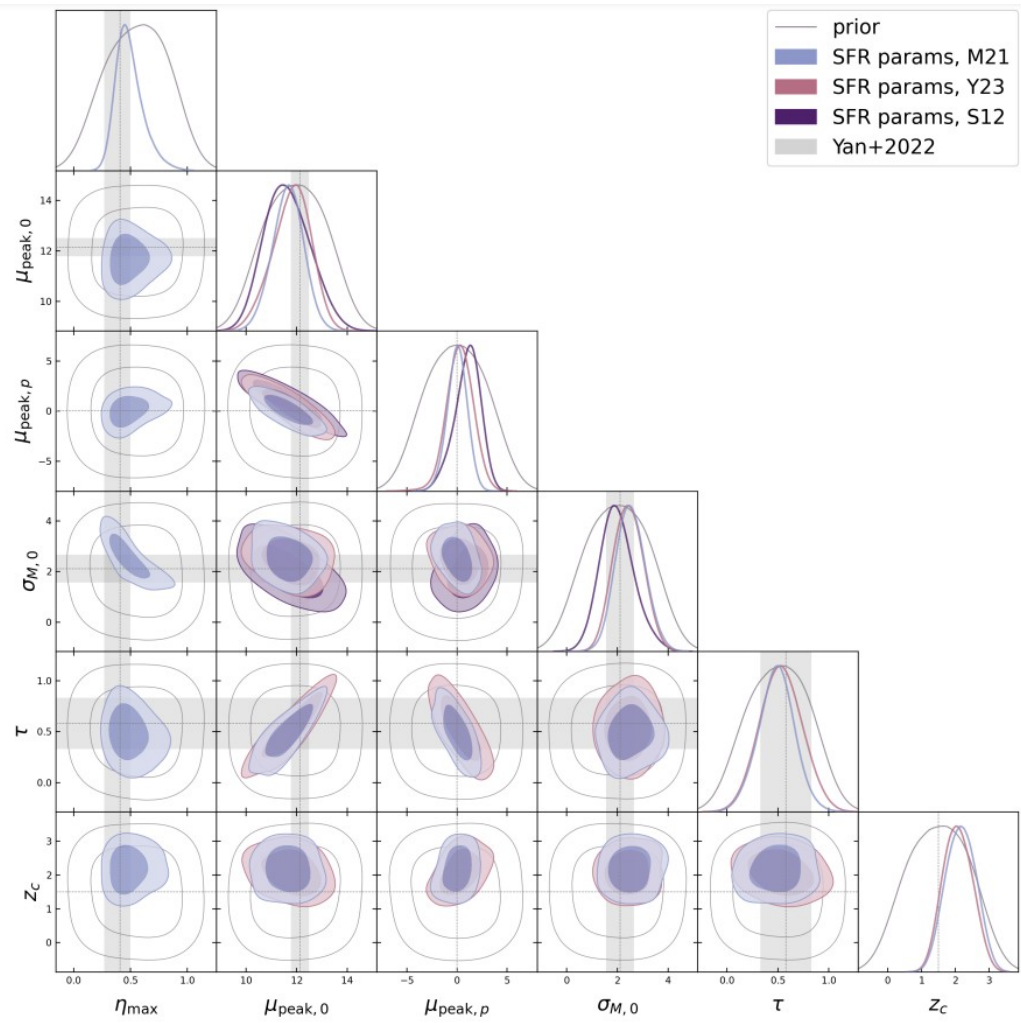 prior
SFR params, M21
SFR params, Y23
SFR params, S12
Yan+2022
μpeak,0
14
12
10
μpeak,p
5
0
−5
σM,0
4
2
0
τ
1.0
0.5
0.0
zc
3
2
1
0
0.0 0.5 1.0
10 12 14
−5 0 5
0 2 4
0.0 0.5 1.0
0 1 2 3
ηmax μpeak,0 μpeak,p σM,0 τ zc